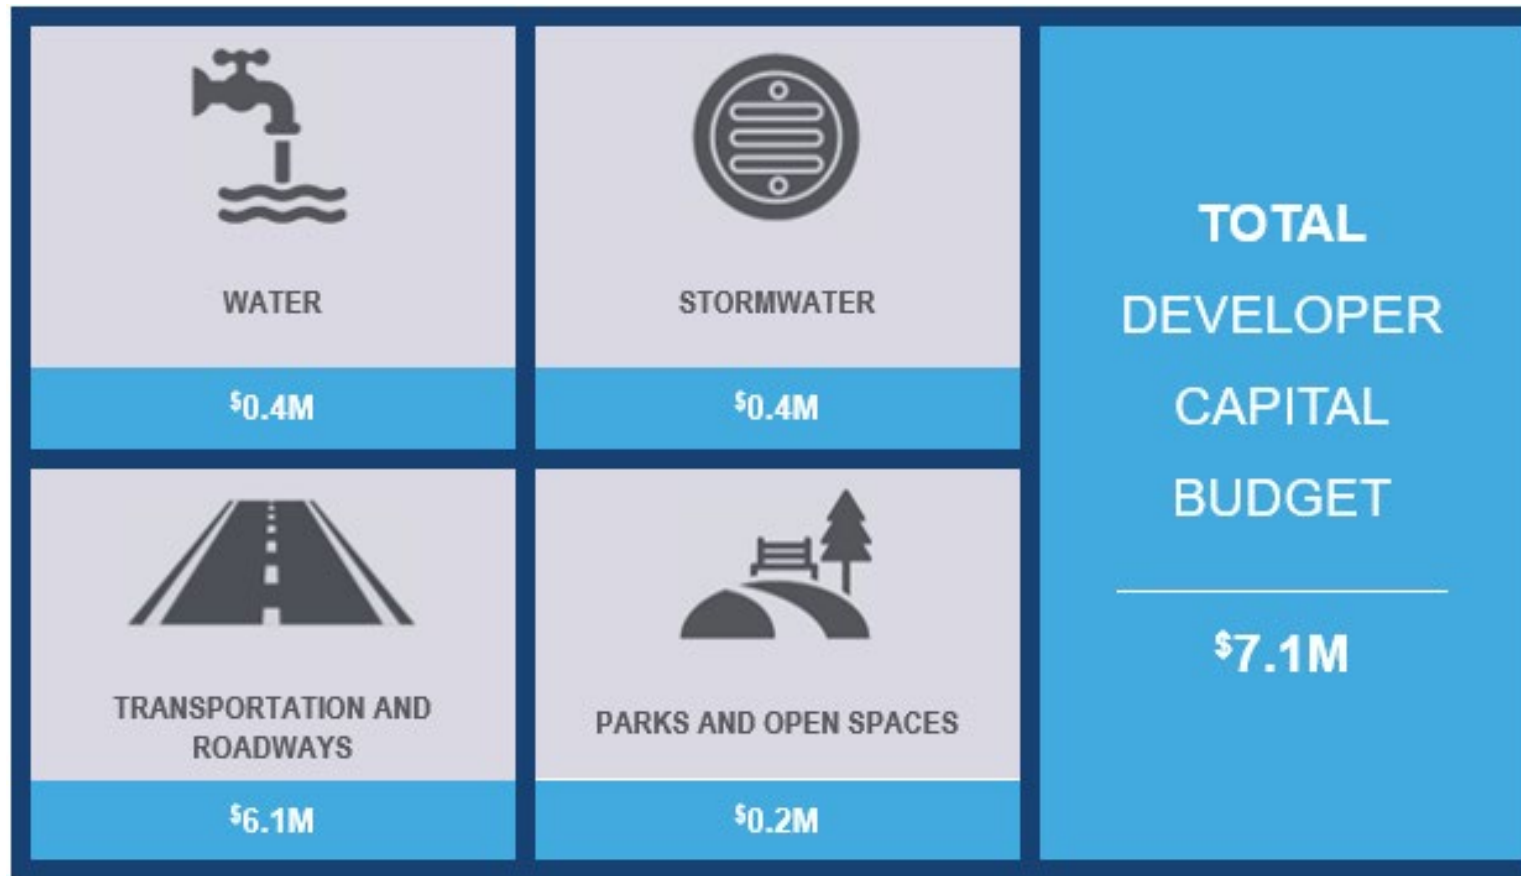 WATER
$0.4M
STORMWATER
$0.4M
TRANSPORTATION AND
ROADWAYS
$6.1M
PARKS AND OPEN SPACES
$0.2M
TOTAL
DEVELOPER
CAPITAL
BUDGET
$7.1M